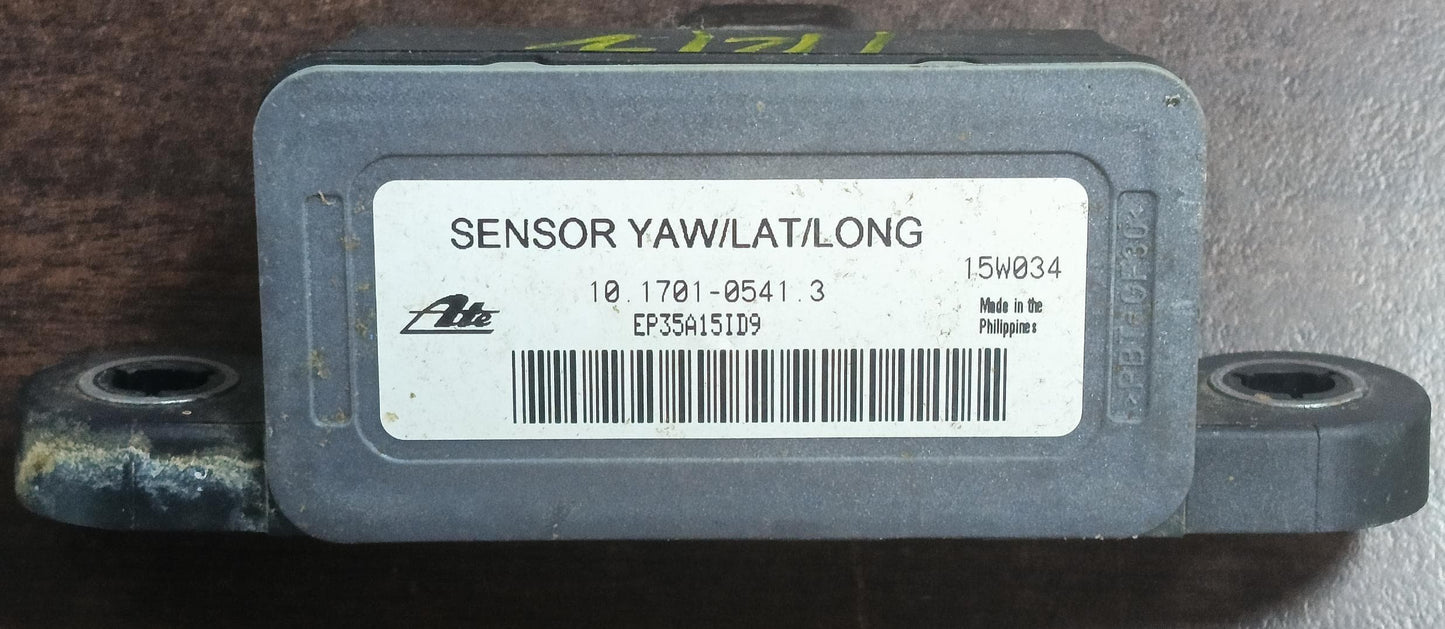 SENSOR YAW/LAT/LONG
15W034
10.1701-0541.3
Ate
EP35A15ID9
Made in the
Philippines